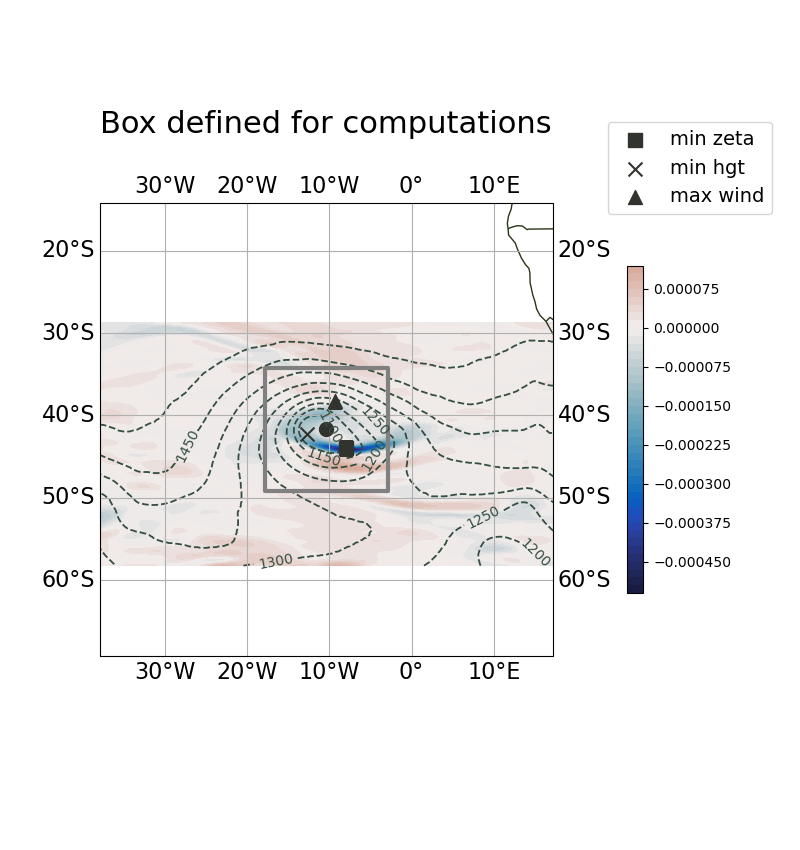 Box defined for computations
min zeta
min hgt
max wind
30°W 20°W 10°W 0° 10°E
20°S 20°S
30°S 30°S
40°S 40°S
50°S 50°S
60°S 60°S
30°W 20°W 10°W 0° 10°E
1450
1250
1150
1200
1300
1250
1200
0.000075
0.000000
−0.000075
−0.000150
−0.000225
−0.000300
−0.000375
−0.000450